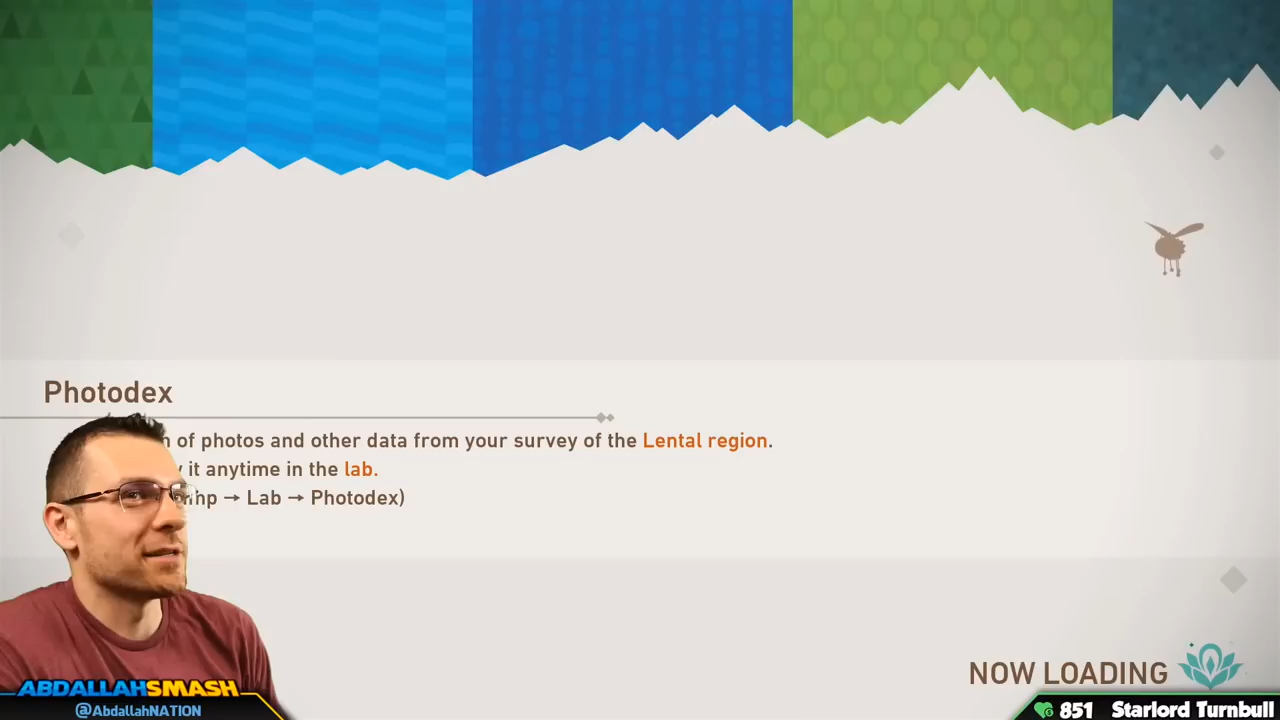 Photodex
of photos and other data from your survey of the Lental region.
it anytime in the lab.
→ Lab → Photodex)
NOW LOADING
ABDALLAHSMASH
@AbdallahNATION
851 Starlord Turnbull